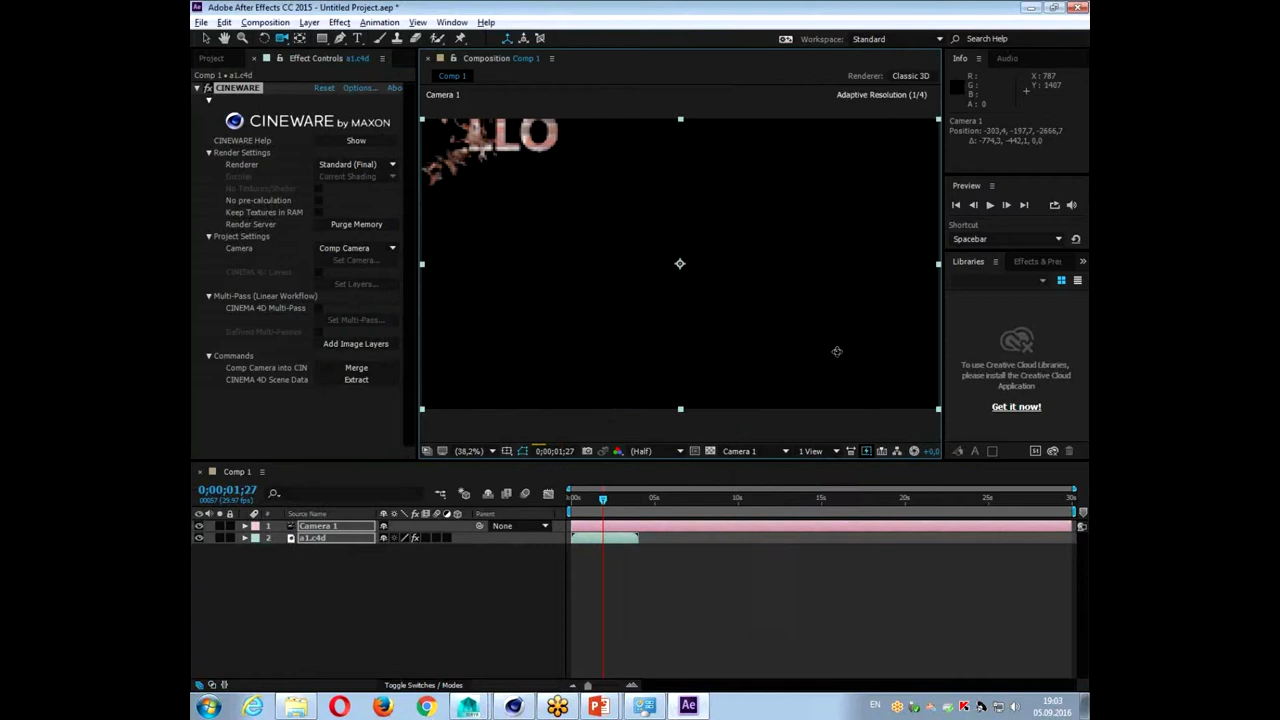 Adobe After Effects CC 2015 - Untitled Project.aep *
File Edit Composition Layer Effect Animation View Window Help
Workspace: Standard Search Help
Project Effect Controls a1.c4d
Composition Comp 1
Info Audio
Comp 1 • a1.c4d
Comp 1
Renderer: Classic 3D
fx CINEWARE Reset Options... Abo
Camera 1
Adaptive Resolution (1/4)
R:
G:
B:
A: 0
X: 787
Y: 1407
CINEWARE BY MAXON
Camera 1
Position: -303,4, -197,7, -2666,7
Δ: -774,3, -442,1, 0,0
LLO
CINEWARE Help Show
Render Settings
Renderer Standard (Final)
Current Shading
No Textures/Shader
No pre-calculation
Keep Textures in RAM
Render Server Purge Memory
Project Settings
Camera Comp Camera
Set Camera...
CINEMA 4D Layers
Set Layers...
Multi-Pass (Linear Workflow)
CINEMA 4D Multi-Pass
Set Multi-Pass...
Defined Multi-Passes
Add Image Layers
Commands
Comp Camera into CIN Merge
CINEMA 4D Scene Data Extract
Preview
Shortcut
Spacebar
Libraries Effects & Pre:
To use Creative Cloud Libraries,
please install the Creative Cloud
Application
Get it now!
(38,2%) 0;00;01;27 (Half) Camera 1 1 View +0,0
Comp 1
0;00;01;27
00057 (29.97 fps)
:00s 05s 10s 15s 20s 25s 30s
# Source Name Parent
1 Camera 1 None
2 a1.c4d
Toggle Switches / Modes
EN
19:03
05.09.2016